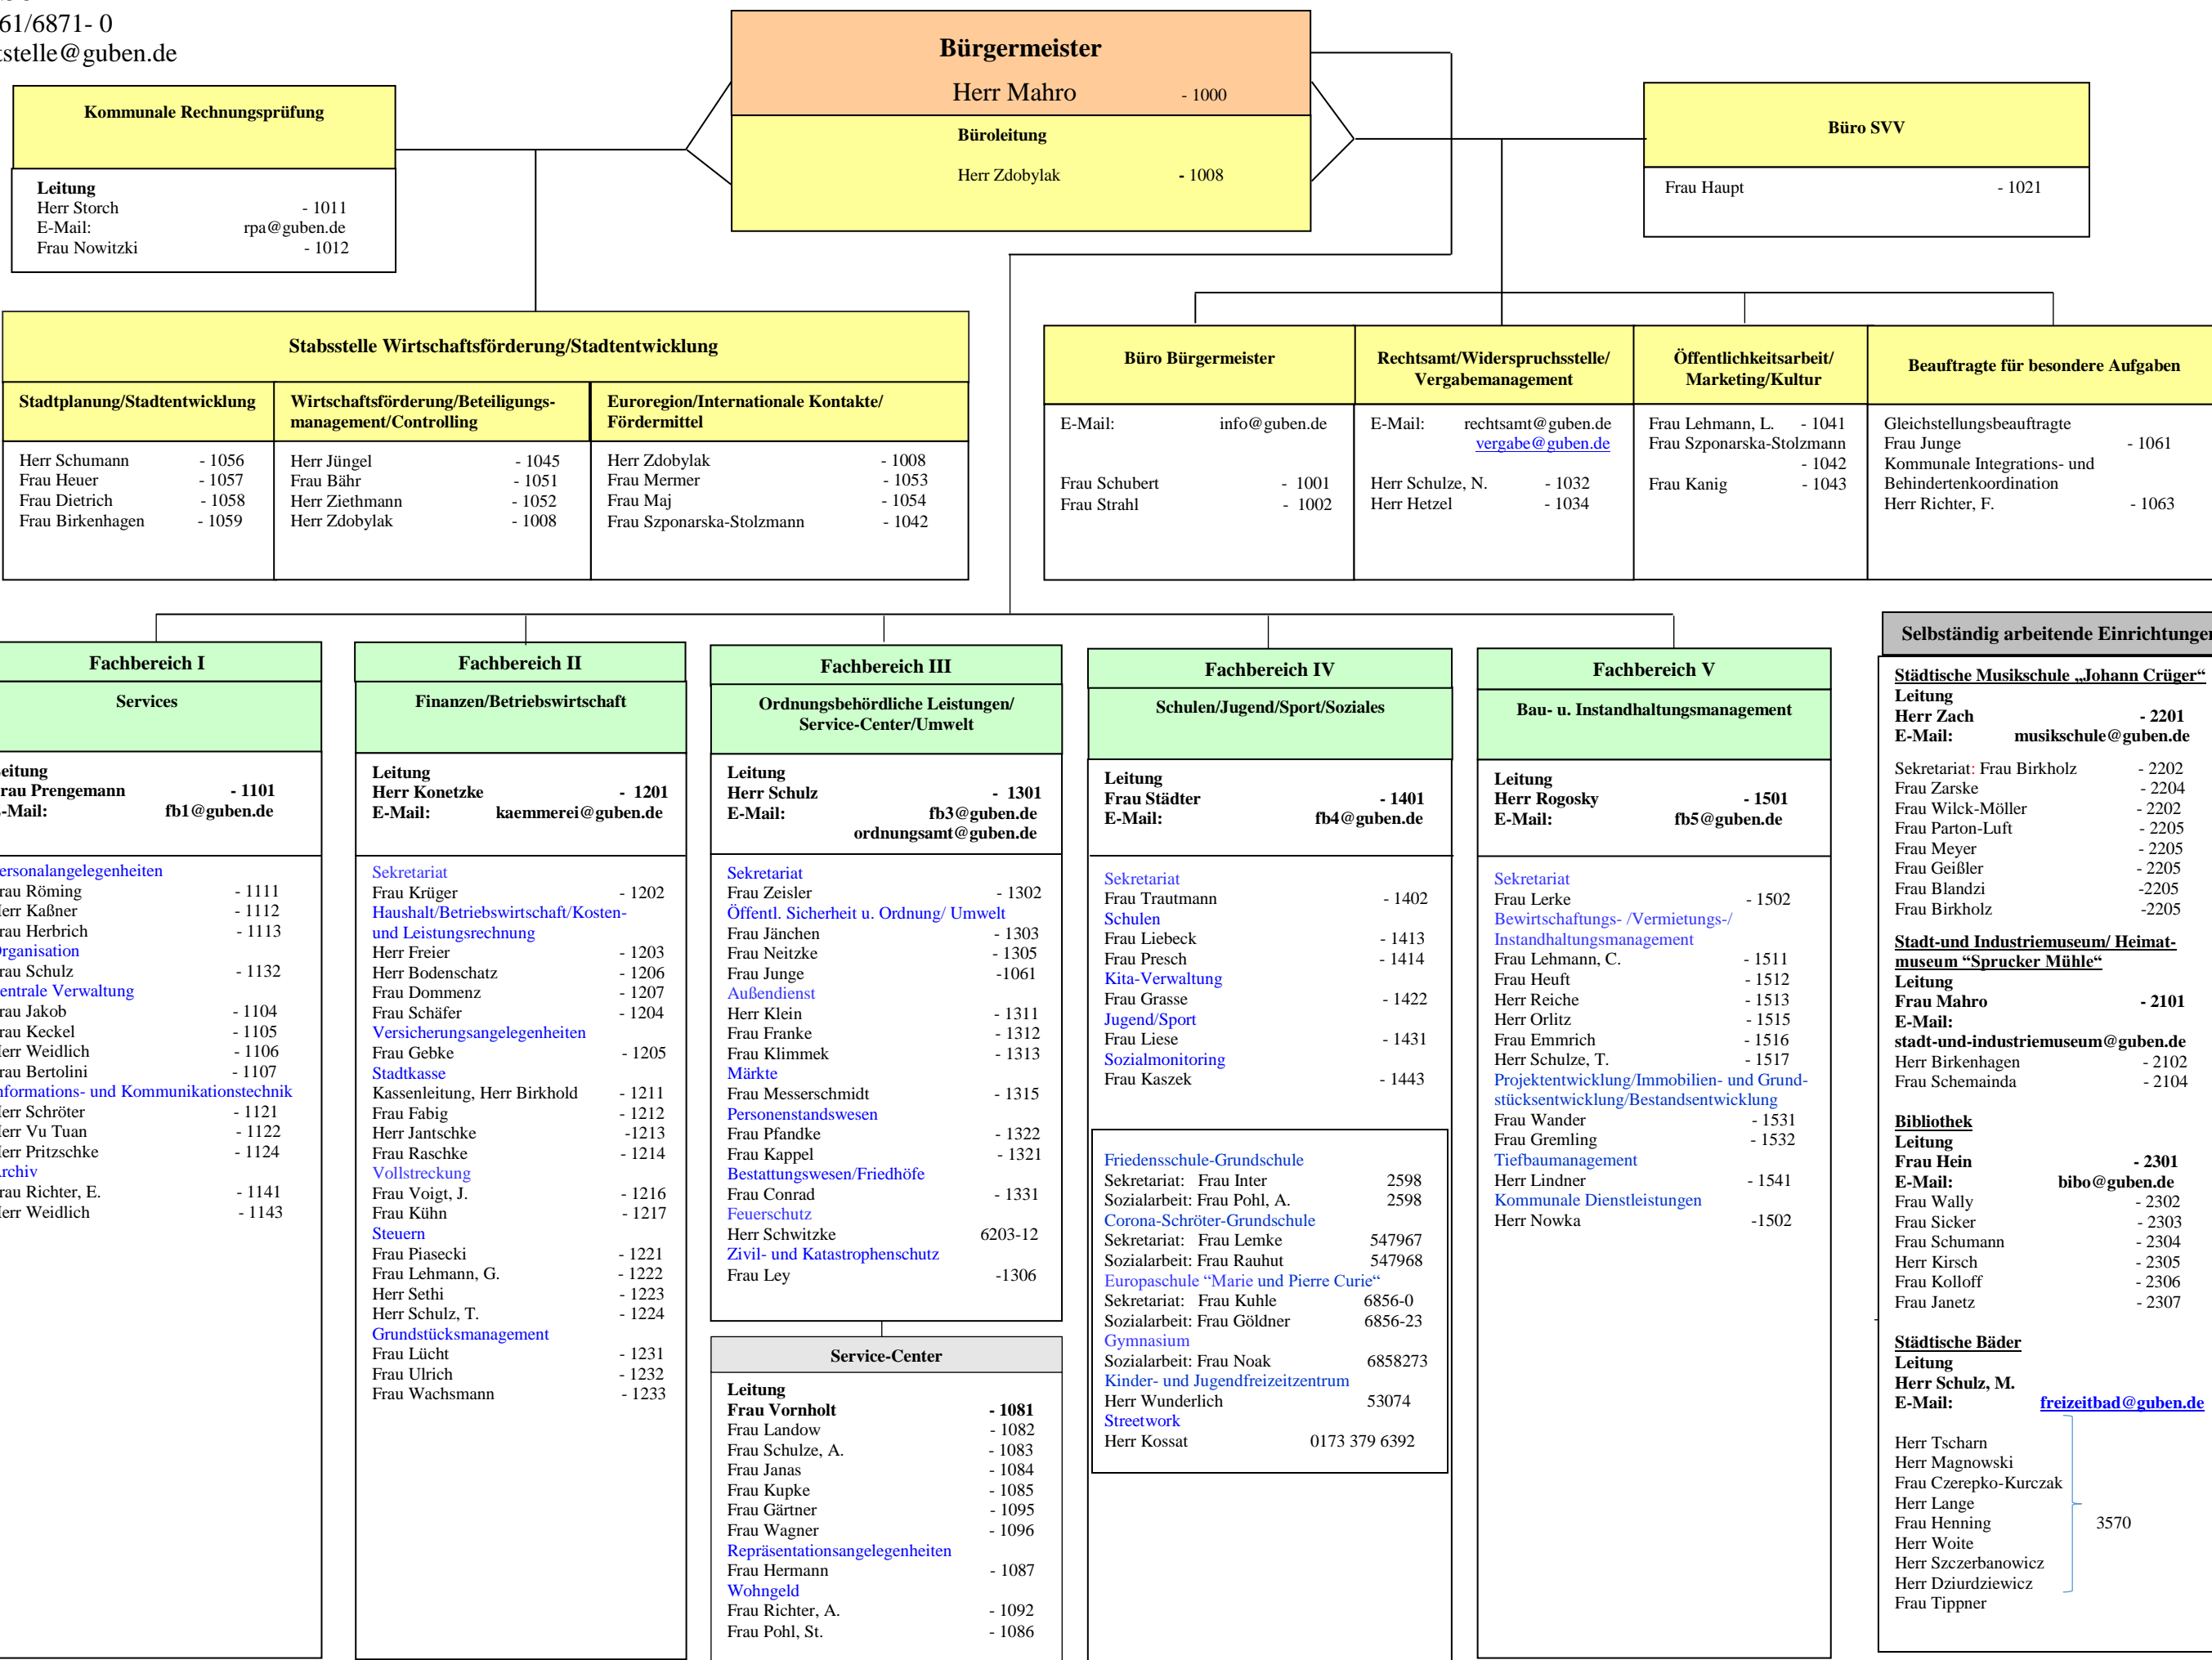 61/6871- 0
stelle@guben.de
Bürgermeister
Herr Mahro - 1000
Büroleitung
Herr Zdobylak - 1008
Kommunale Rechnungsprüfung
Leitung
Herr Storch - 1011
E-Mail: rpa@guben.de
Frau Nowitzki - 1012
Büro SVV
Frau Haupt - 1021
Stabsstelle Wirtschaftsförderung/Stadtentwicklung
Stadtplanung/Stadtentwicklung
Herr Schumann - 1056
Frau Heuer - 1057
Frau Dietrich - 1058
Frau Birkenhagen - 1059
Wirtschaftsförderung/Beteiligungs-
management/Controlling
Herr Jüngel - 1045
Frau Bähr - 1051
Herr Ziethmann - 1052
Herr Zdobylak - 1008
Euroregion/Internationale Kontakte/
Fördermittel
Herr Zdobylak - 1008
Frau Mermer - 1053
Frau Maj - 1054
Frau Szponarska-Stolzmann - 1042
Büro Bürgermeister
E-Mail: info@guben.de
Frau Schubert - 1001
Frau Strahl - 1002
Rechtsamt/Widerspruchsstelle/
Vergabemanagement
E-Mail: rechtsamt@guben.de
vergabe@guben.de
Herr Schulze, N. - 1032
Herr Hetzel - 1034
Öffentlichkeitsarbeit/
Marketing/Kultur
Frau Lehmann, L. - 1041
Frau Szponarska-Stolzmann
- 1042
Frau Kanig - 1043
Beauftragte für besondere Aufgaben
Gleichstellungsbeauftragte
Frau Junge - 1061
Kommunale Integrations- und
Behindertenkoordination
Herr Richter, F. - 1063
Fachbereich I
Services
eitung
rau Prengemann - 1101
-Mail: fb1@guben.de
ersonalangelegenheiten
rau Röming - 1111
err Kaßner - 1112
rau Herbrich - 1113
rganisation
rau Schulz - 1132
entrale Verwaltung
rau Jakob - 1104
rau Keckel - 1105
err Weidlich - 1106
rau Bertolini - 1107
nformations- und Kommunikationstechnik
err Schröter - 1121
err Vu Tuan - 1122
err Pritzschke - 1124
rchiv
rau Richter, E. - 1141
err Weidlich - 1143
Fachbereich II
Finanzen/Betriebswirtschaft
Leitung
Herr Konetzke - 1201
E-Mail: kaemmerei@guben.de
Sekretariat
Frau Krüger - 1202
Haushalt/Betriebswirtschaft/Kosten-
und Leistungsrechnung
Herr Freier - 1203
Herr Bodenschatz - 1206
Frau Dommenz - 1207
Frau Schäfer - 1204
Versicherungsangelegenheiten
Frau Gebke - 1205
Stadtkasse
Kassenleitung, Herr Birkhold - 1211
Frau Fabig - 1212
Herr Jantschke -1213
Frau Raschke - 1214
Vollstreckung
Frau Voigt, J. - 1216
Frau Kühn - 1217
Steuern
Frau Piasecki - 1221
Frau Lehmann, G. - 1222
Herr Sethi - 1223
Herr Schulz, T. - 1224
Grundstücksmanagement
Frau Lücht - 1231
Frau Ulrich - 1232
Frau Wachsmann - 1233
Fachbereich III
Ordnungsbehördliche Leistungen/
Service-Center/Umwelt
Leitung
Herr Schulz - 1301
E-Mail: fb3@guben.de
ordnungsamt@guben.de
Sekretariat
Frau Zeisler - 1302
Öffentl. Sicherheit u. Ordnung/ Umwelt
Frau Jänchen - 1303
Frau Neitzke - 1305
Frau Junge -1061
Außendienst
Herr Klein - 1311
Frau Franke - 1312
Frau Klimmek - 1313
Märkte
Frau Messerschmidt - 1315
Personenstandswesen
Frau Pfandke - 1322
Frau Kappel - 1321
Bestattungswesen/Friedhöfe
Frau Conrad - 1331
Feuerschutz
Herr Schwitzke 6203-12
Zivil- und Katastrophenschutz
Frau Ley -1306
Service-Center
Leitung
Frau Vornholt - 1081
Frau Landow - 1082
Frau Schulze, A. - 1083
Frau Janas - 1084
Frau Kupke - 1085
Frau Gärtner - 1095
Frau Wagner - 1096
Repräsentationsangelegenheiten
Frau Hermann - 1087
Wohngeld
Frau Richter, A. - 1092
Frau Pohl, St. - 1086
Fachbereich IV
Schulen/Jugend/Sport/Soziales
Leitung
Frau Städter - 1401
E-Mail: fb4@guben.de
Sekretariat
Frau Trautmann - 1402
Schulen
Frau Liebeck - 1413
Frau Presch - 1414
Kita-Verwaltung
Frau Grasse - 1422
Jugend/Sport
Frau Liese - 1431
Sozialmonitoring
Frau Kaszek - 1443
Friedensschule-Grundschule
Sekretariat: Frau Inter 2598
Sozialarbeit: Frau Pohl, A. 2598
Corona-Schröter-Grundschule
Sekretariat: Frau Lemke 547967
Sozialarbeit: Frau Rauhut 547968
Europaschule “Marie und Pierre Curie“
Sekretariat: Frau Kuhle 6856-0
Sozialarbeit: Frau Göldner 6856-23
Gymnasium
Sozialarbeit: Frau Noak 6858273
Kinder- und Jugendfreizeitzentrum
Herr Wunderlich 53074
Streetwork
Herr Kossat 0173 379 6392
Fachbereich V
Bau- u. Instandhaltungsmanagement
Leitung
Herr Rogosky - 1501
E-Mail: fb5@guben.de
Sekretariat
Frau Lerke - 1502
Bewirtschaftungs- /Vermietungs-/
Instandhaltungsmanagement
Frau Lehmann, C. - 1511
Frau Heuft - 1512
Herr Reiche - 1513
Herr Orlitz - 1515
Frau Emmrich - 1516
Herr Schulze, T. - 1517
Projektentwicklung/Immobilien- und Grund-
stücksentwicklung/Bestandsentwicklung
Frau Wander - 1531
Frau Gremling - 1532
Tiefbaumanagement
Herr Lindner - 1541
Kommunale Dienstleistungen
Herr Nowka -1502
Selbständig arbeitende Einrichtungen
Städtische Musikschule „Johann Crüger“
Leitung
Herr Zach - 2201
E-Mail: musikschule@guben.de
Sekretariat: Frau Birkholz - 2202
Frau Zarske - 2204
Frau Wilck-Möller - 2202
Frau Parton-Luft - 2205
Frau Meyer - 2205
Frau Geißler - 2205
Frau Blandzi -2205
Frau Birkholz -2205
Stadt-und Industriemuseum/ Heimat-
museum “Sprucker Mühle“
Leitung
Frau Mahro - 2101
E-Mail:
stadt-und-industriemuseum@guben.de
Herr Birkenhagen - 2102
Frau Schemainda - 2104
Bibliothek
Leitung
Frau Hein - 2301
E-Mail: bibo@guben.de
Frau Wally - 2302
Frau Sicker - 2303
Frau Schumann - 2304
Herr Kirsch - 2305
Frau Kolloff - 2306
Frau Janetz - 2307
Städtische Bäder
Leitung
Herr Schulz, M.
E-Mail: freizeitbad@guben.de
Herr Tscharn
Herr Magnowski
Frau Czerepko-Kurczak
Herr Lange
Frau Henning 3570
Herr Woite
Herr Szczerbanowicz
Herr Dziurdziewicz
Frau Tippner